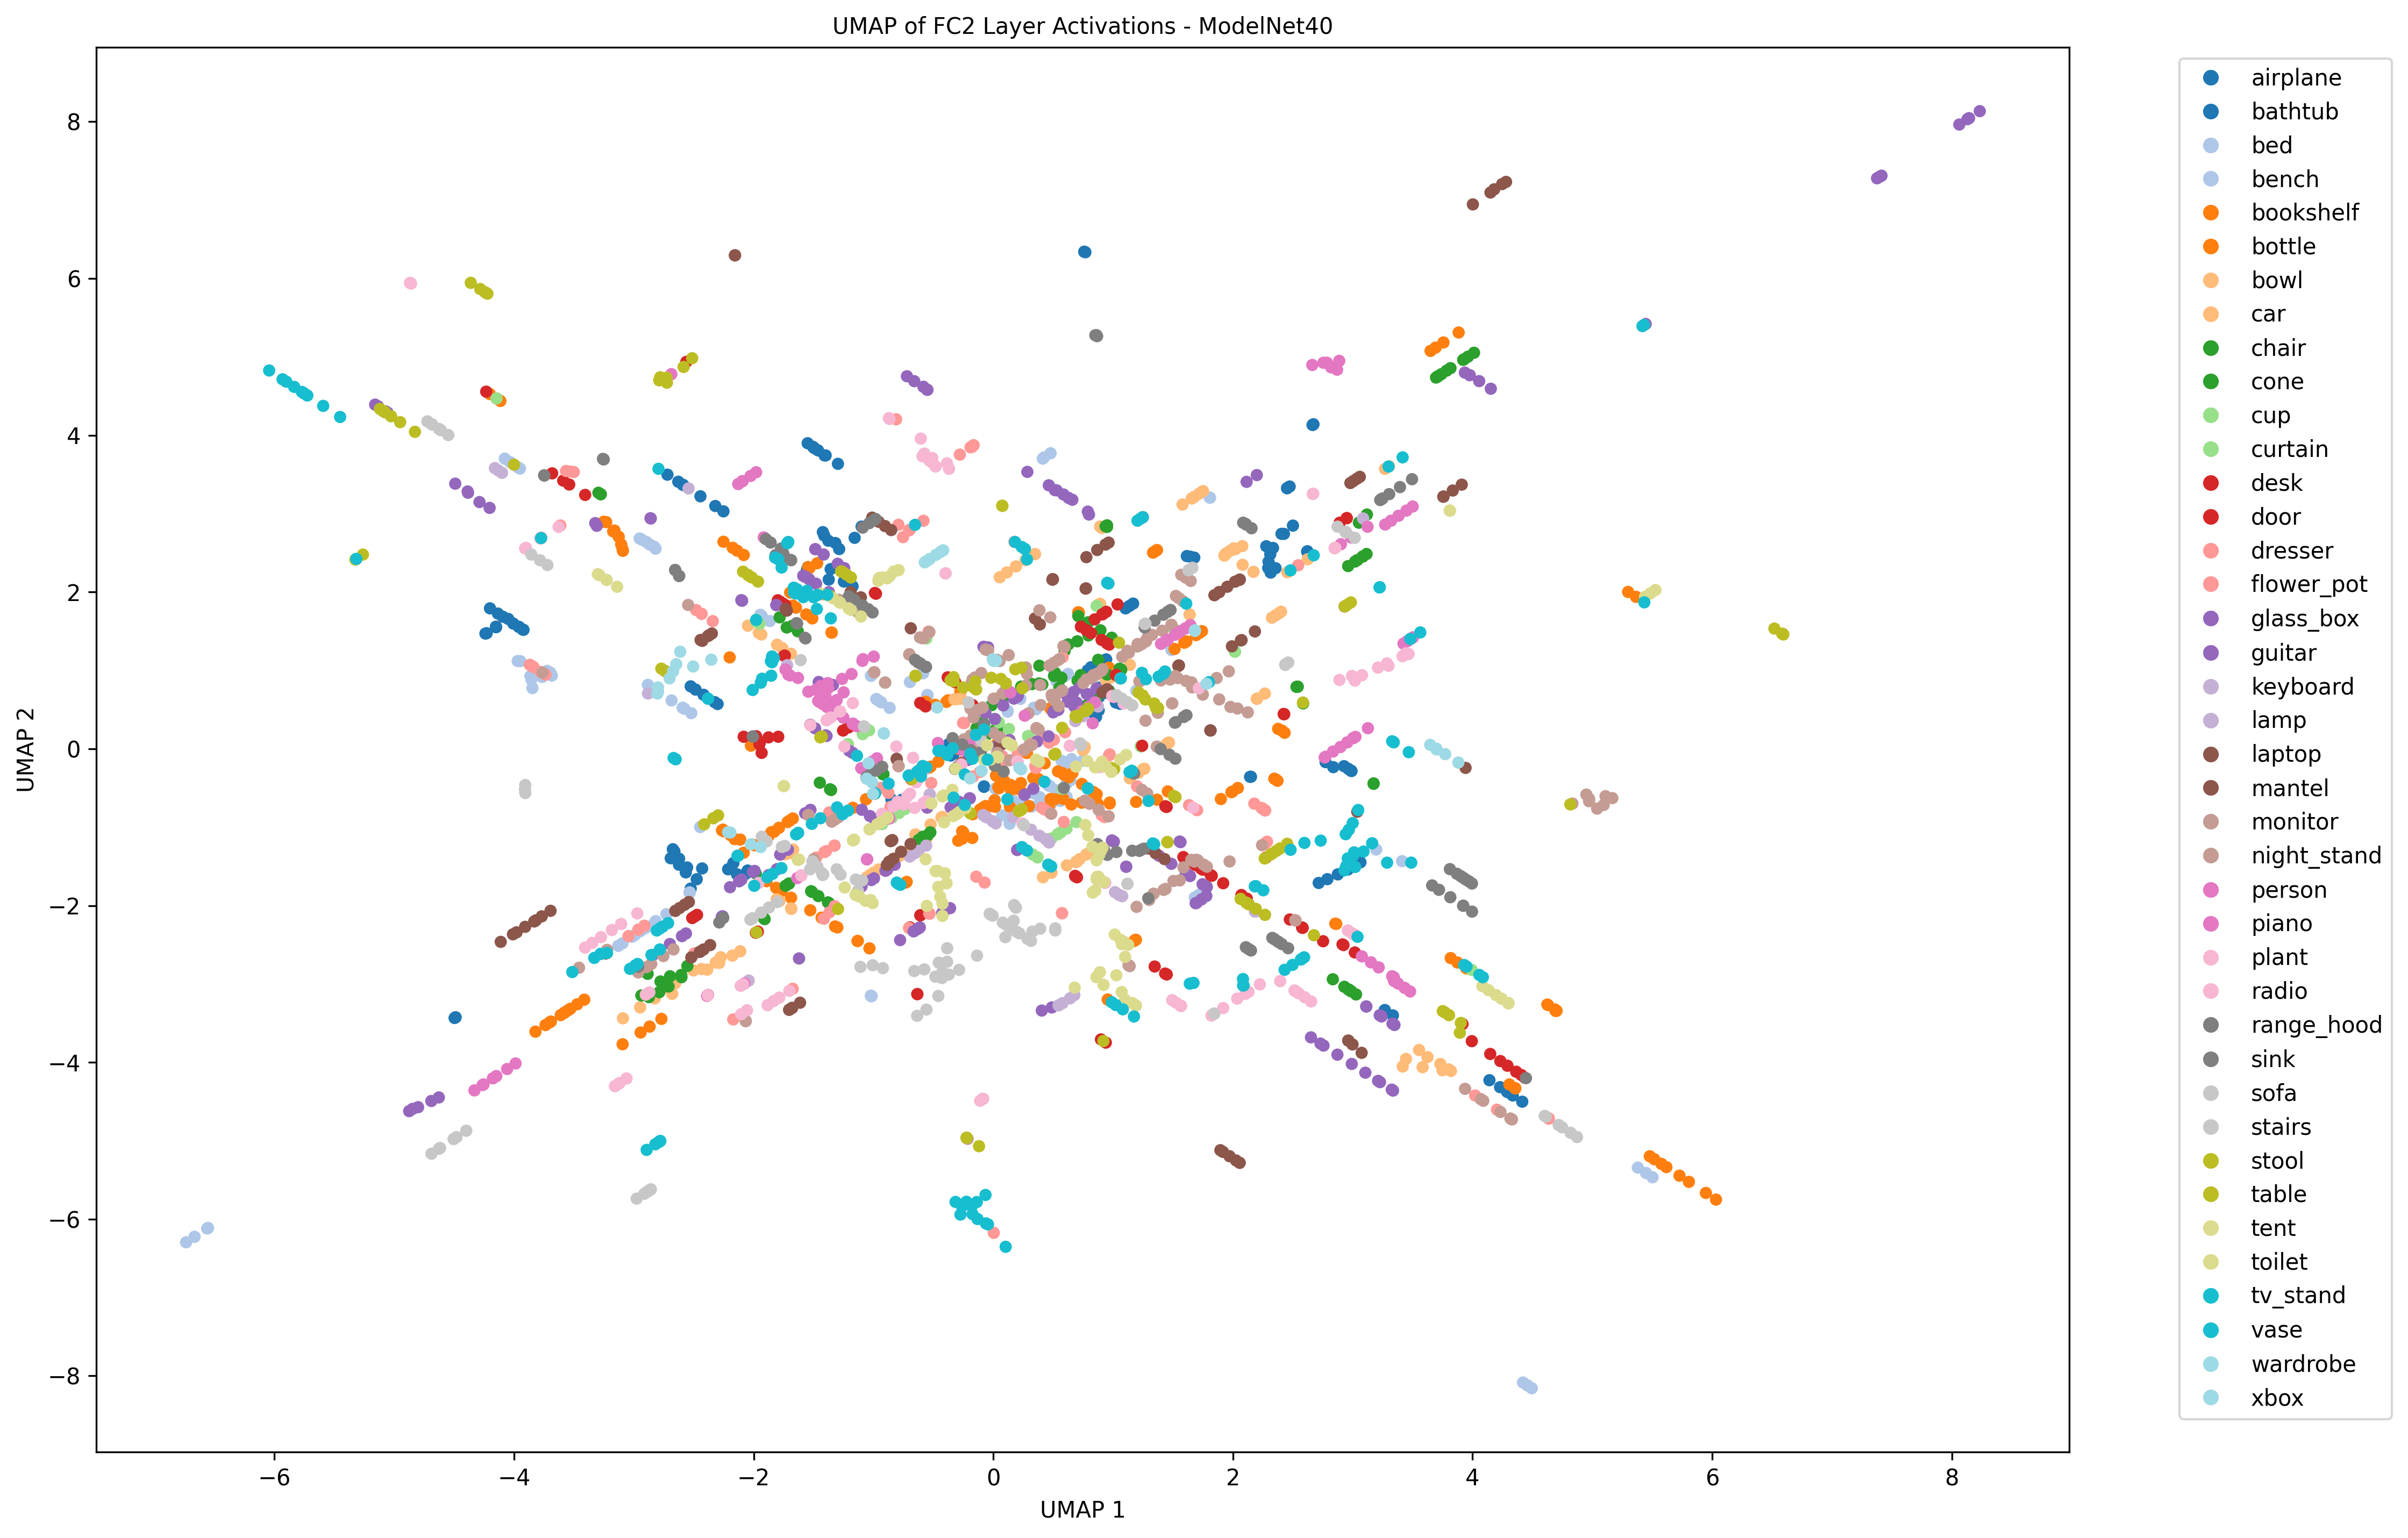 UMAP of FC2 Layer Activations - ModelNet40
8
6
4
2
0
−2
−4
−6
−8
UMAP 2
−6
−4
−2
0
2
4
6
8
UMAP 1
airplane
bathtub
bed
bench
bookshelf
bottle
bowl
car
chair
cone
cup
curtain
desk
door
dresser
flower_pot
glass_box
guitar
keyboard
lamp
laptop
mantel
monitor
night_stand
person
piano
plant
radio
range_hood
sink
sofa
stairs
stool
table
tent
toilet
tv_stand
vase
wardrobe
xbox